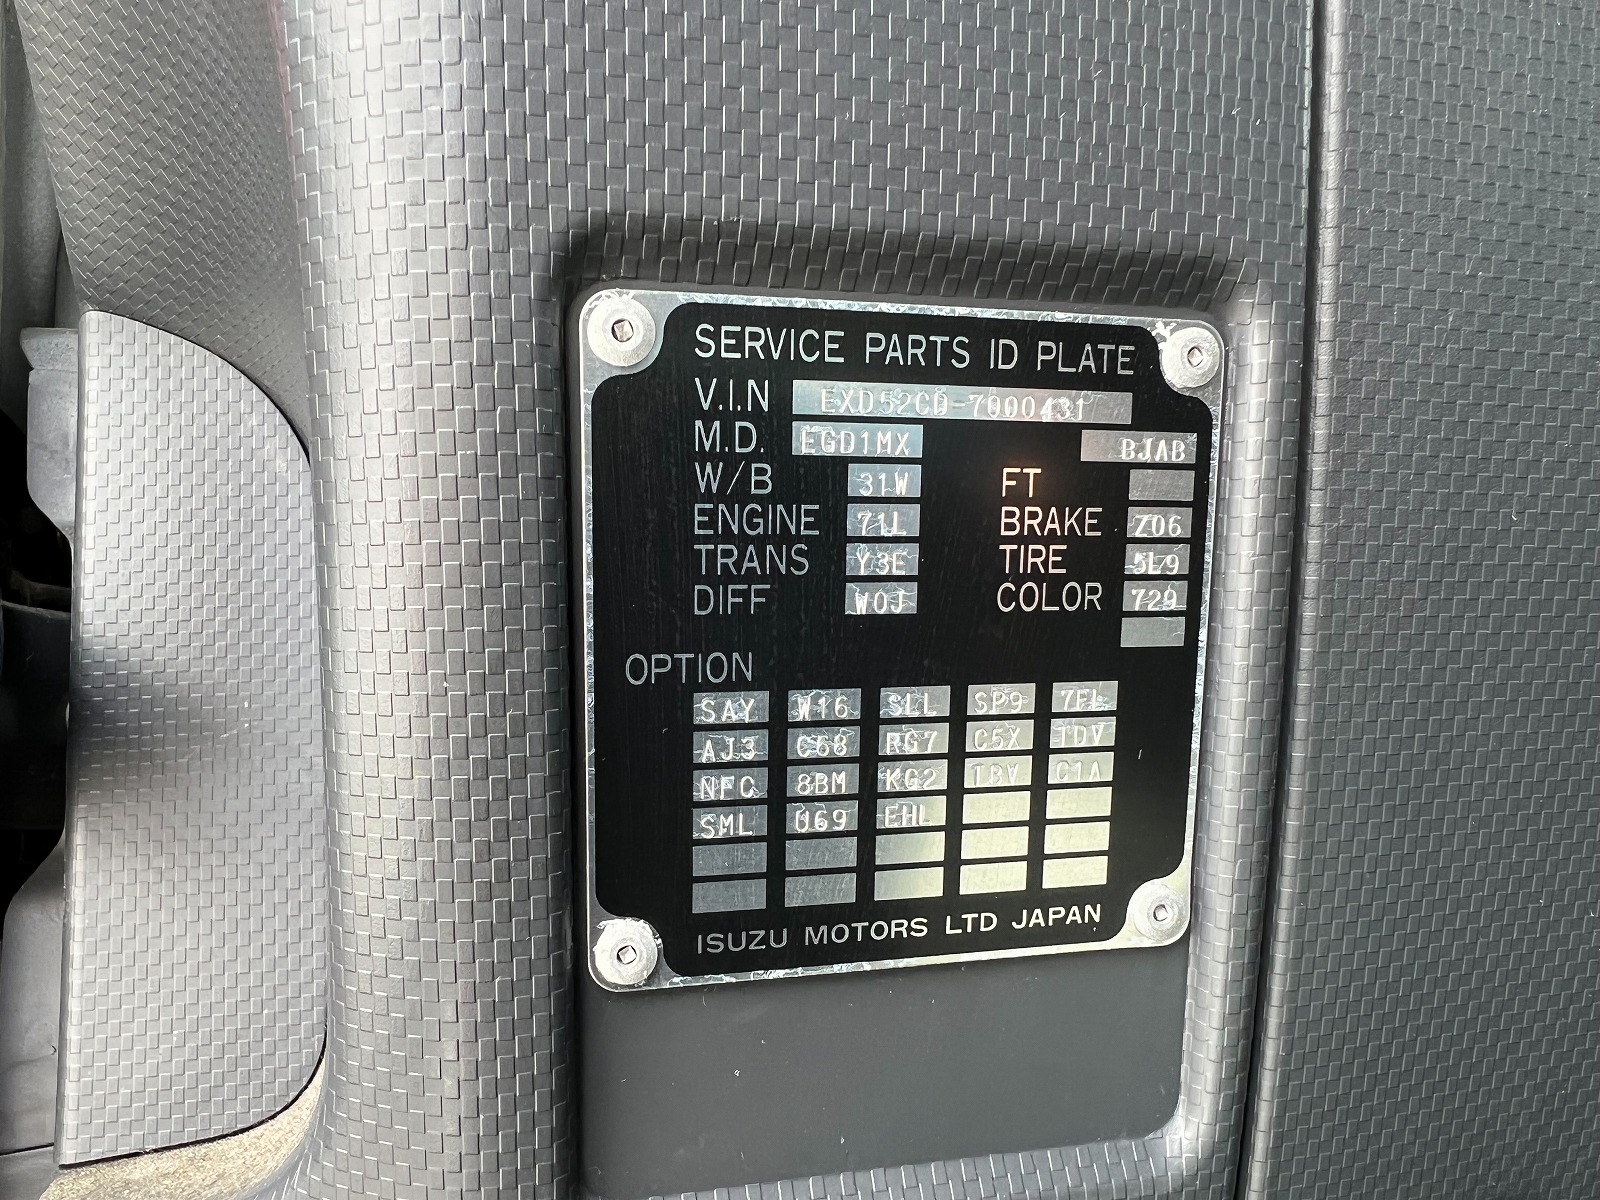 SERVICE PARTS ID PLATE
V.I.N EXD52CD-7000431
M.D. EGD1MX BJAB
W/B 31W FT
ENGINE 71L BRAKE Z06
TRANS Y3E TIRE 5L9
DIFF W0J COLOR 729
OPTION
SAY W16 SLL SP9 7FL
AJ3 C68 RG7 C5X TDV
NFC 8BM KG2 TBV C1A
SML U69 EHL
ISUZU MOTORS LTD JAPAN